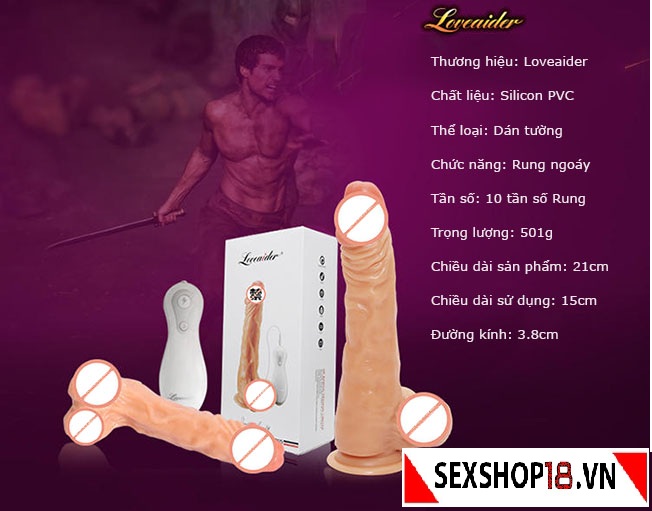 Loveaider
Thương hiệu: Loveaider
Chất liệu: Silicon PVC
Thể loại: Dán tường
Chức năng: Rung ngoáy
Tần số: 10 tần số Rung
Trọng lượng: 501g
Chiều dài sản phẩm: 21cm
Chiều dài sử dụng: 15cm
Đường kính: 3.8cm
Loveaider
Loveaider
SEXSHOP18.VN